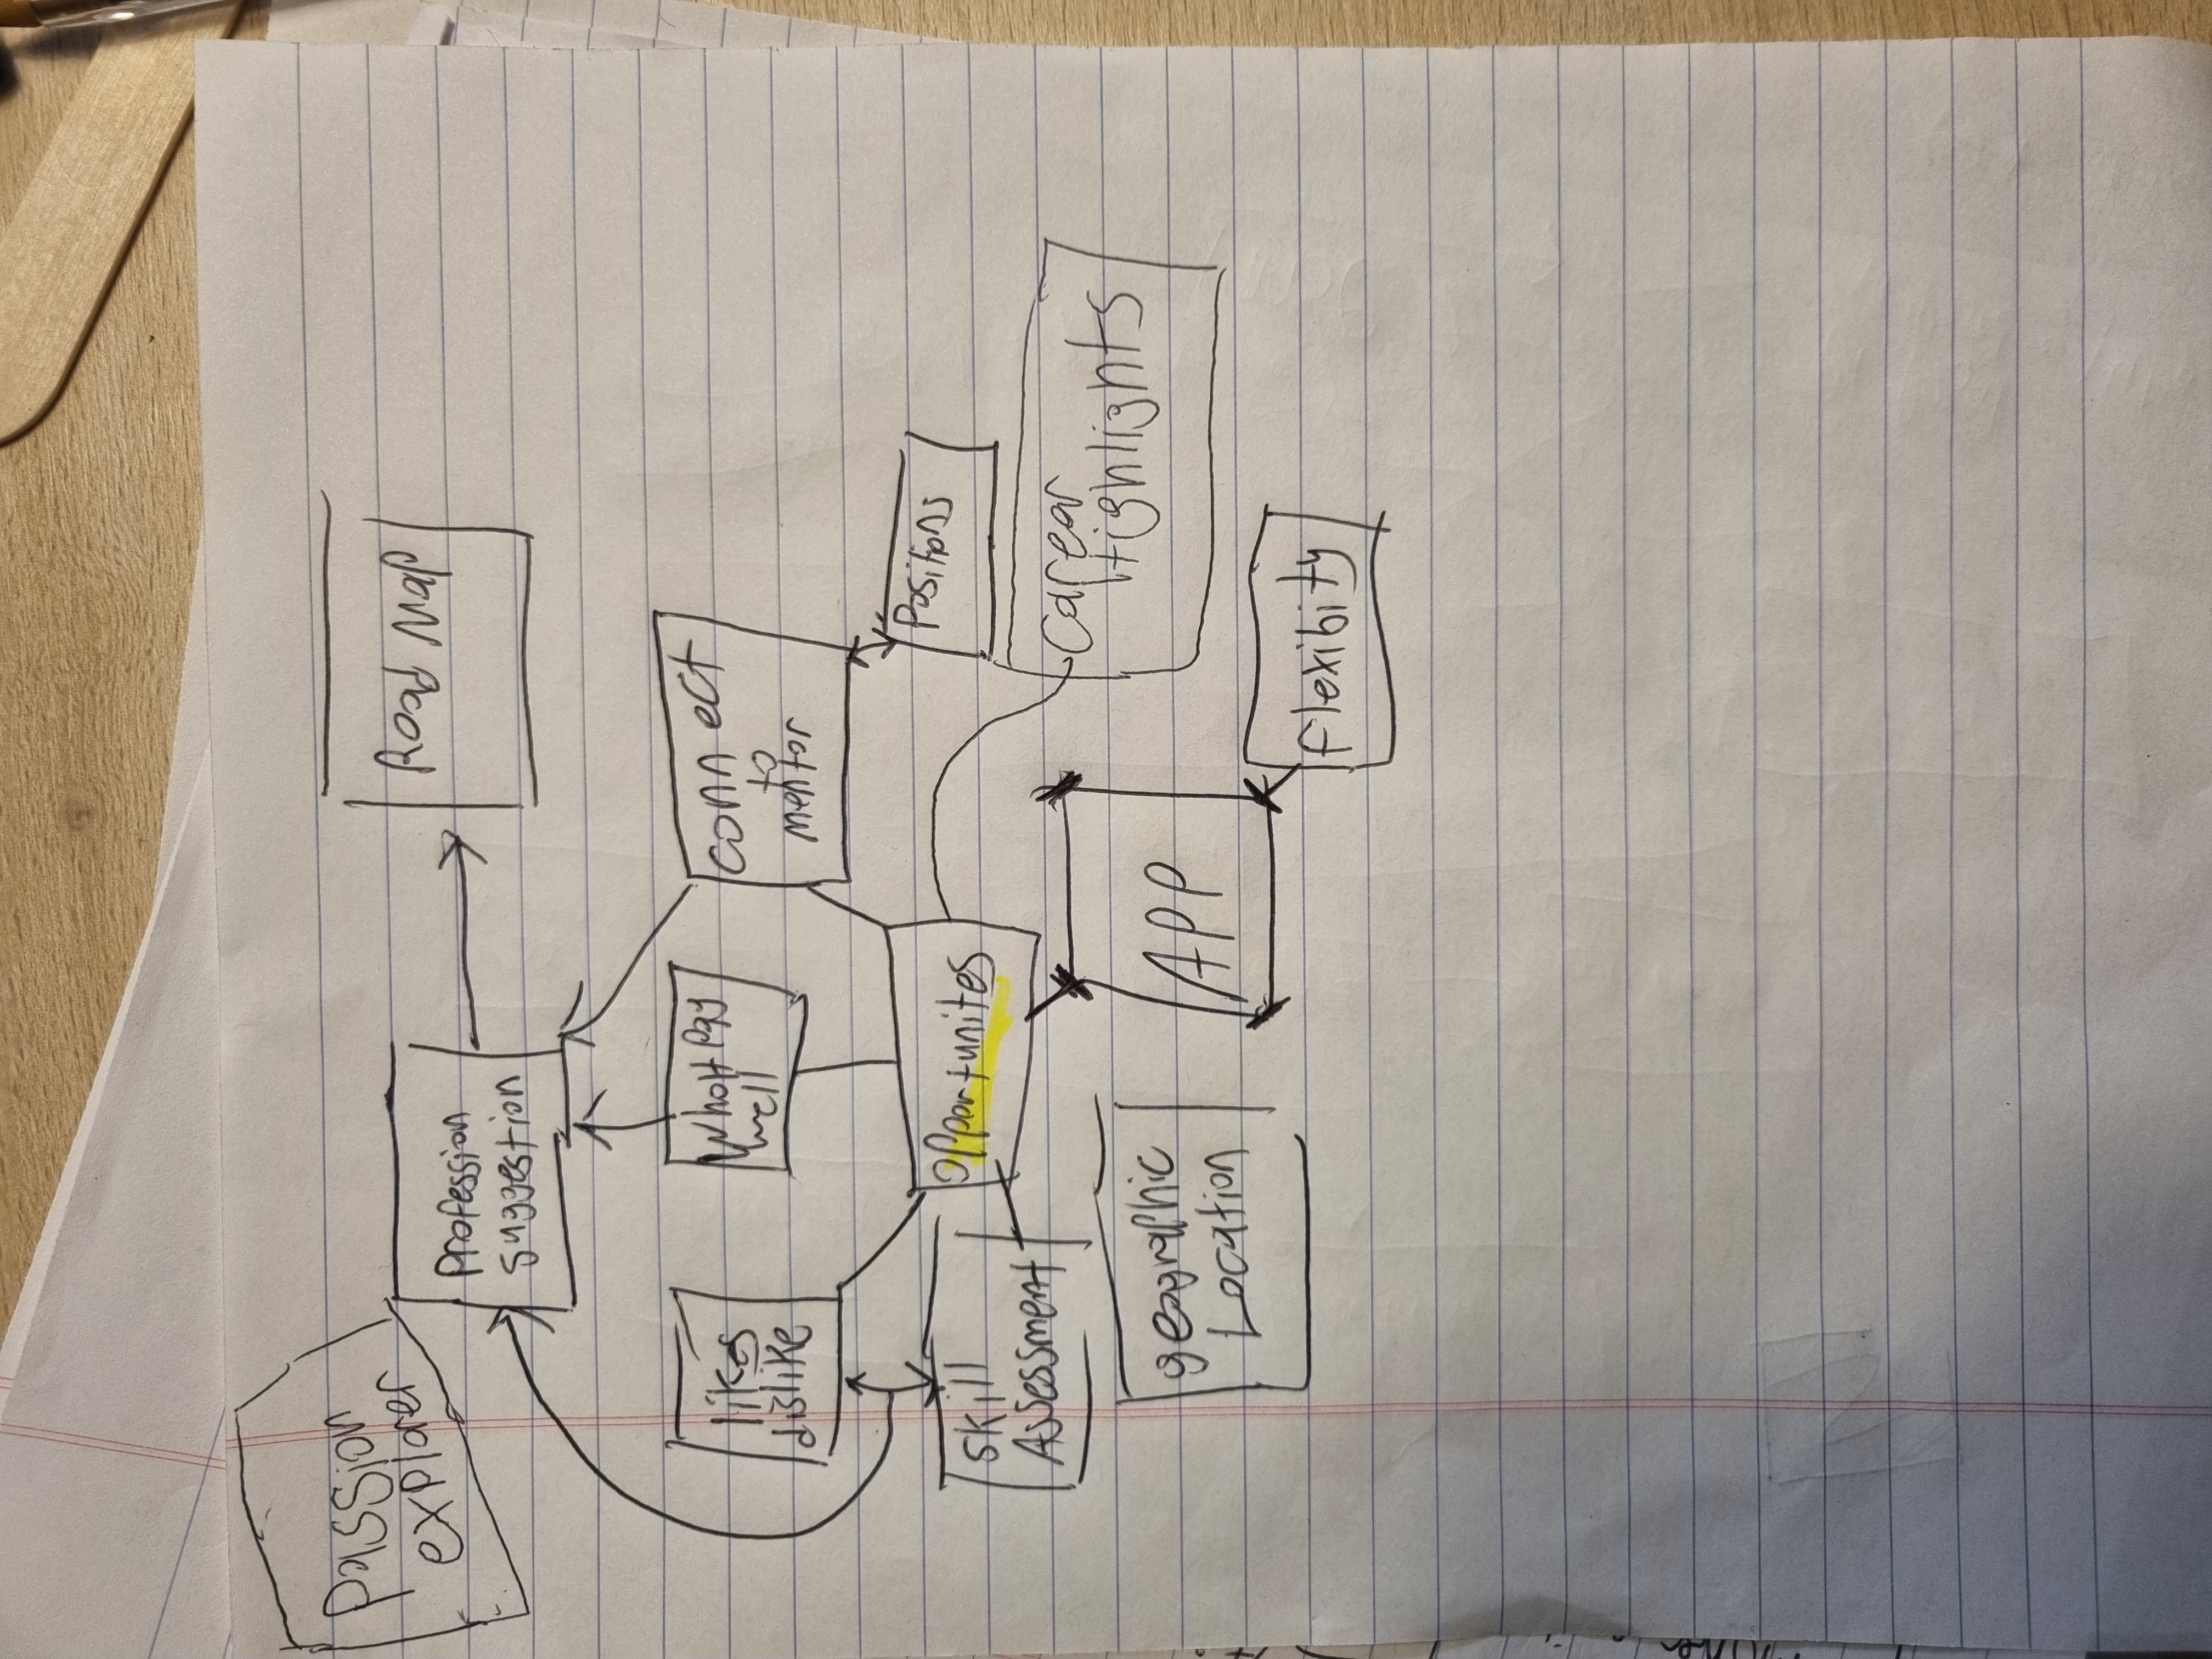 Passion
explorer
Profession
suggestion
Road Map
likes
dislike
Pay
well
connect
to
mentor
Positions
opportunites
skill
Assessment
Carear
Highlights
geographic
Location
APP
flexibity